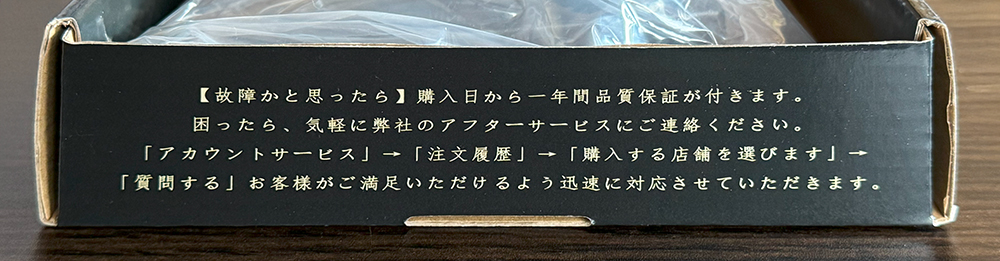 【故障かと思ったら】購入日から一年間品質保証が付きます。
困ったら、気軽に弊社のアフターサービスにご連絡ください。
「アカウントサービス」→「注文履歴」→「購入する店舗を選びます」→
「質問する」お客様がご満足いただけるよう迅速に対応させていただきます。